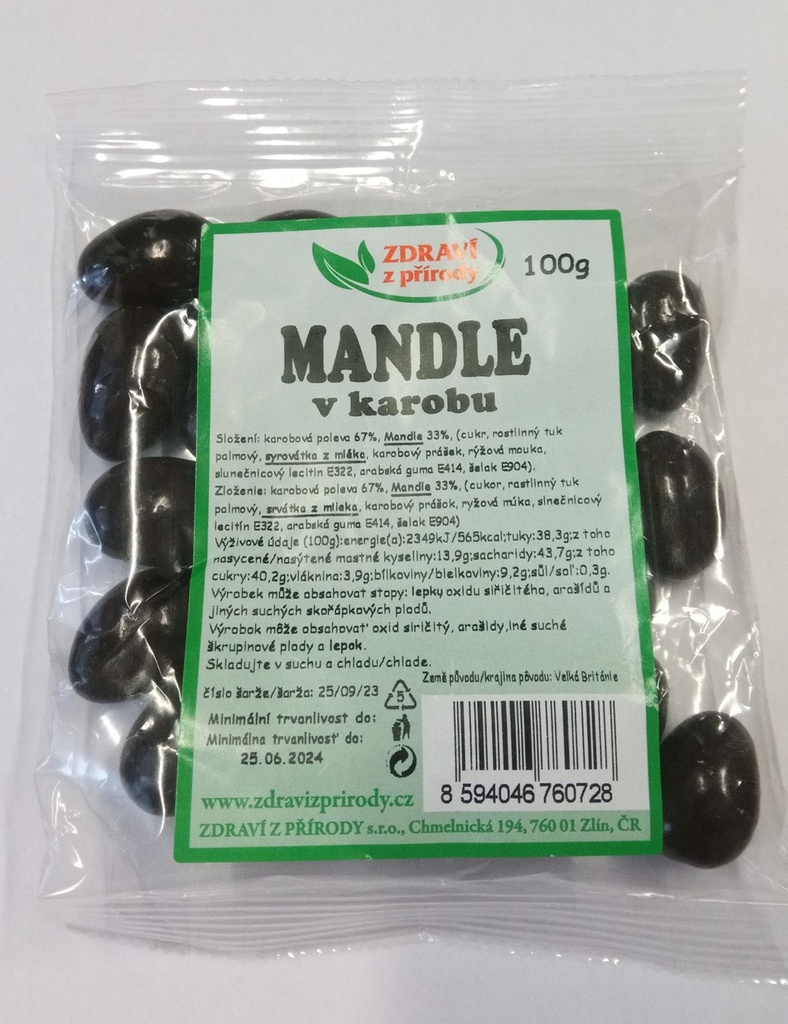 ZDRAVÍ
z přírody
100g
MANDLE
v karobu
Složení: karobová poleva 67%, Mandle 33%, (cukr, rostlinný tuk
palmový, syrovátka z mléka, karobový prášek, rýžová mouka,
slunečnicový lecitin E322, arabská guma E414, šelak E904).
Zloženie: karobová poleva 67%, Mandle 33%, (cukor, rastlinný tuk
palmový, srvátka z mlieka, karobový prášok, ryžová múka, slnečnicový
lecitín E322, arabská guma E414, šelak E904)
Výživové údaje (100g):energie(a):2349kJ/565kcal;tuky:38,3g;z toho
nasycené/nasýtené mastné kyseliny:13,9g;sacharidy:43,7g;z toho
cukry:40,2g;vláknina:3,9g;bílkoviny/bielkoviny:9,2g;sůl/soľ:0,3g.
Výrobek může obsahovat stopy: lepku oxidu siřičitého, arašídů a
jiných suchých skořápkových plodů.
Výrobok môže obsahovať oxid siričitý, arašidy,iné suché
škrupinové plody a lepok.
Skladujte v suchu a chladu/chlade.
Země původu/krajina pôvodu: Velká Británie
číslo šarže/šarža: 25/09/23
5
Minimální trvanlivost do:
Minimálna trvanlivosť do:
25.06.2024
8 594046 760728
www.zdravizprirody.cz
ZDRAVÍ Z PŘÍRODY s.r.o., Chmelnická 194, 760 01 Zlín, ČR